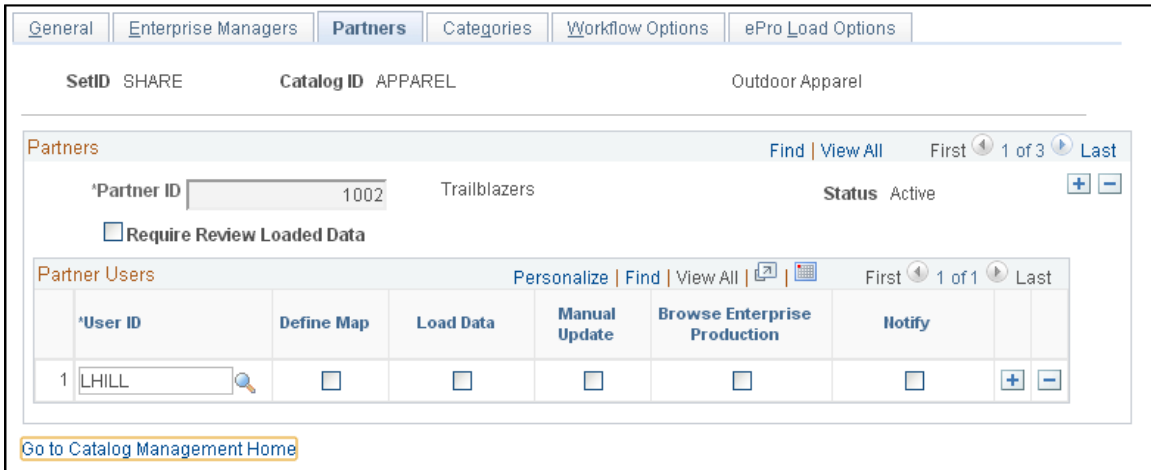 General Enterprise Managers Partners Categories Workflow Options ePro Load Options
SetID SHARE Catalog ID APPAREL Outdoor Apparel
Partners Find | View All First 1 of 3 Last
*Partner ID 1002 Trailblazers Status Active
Require Review Loaded Data
Partner Users Personalize | Find | View All | | First 1 of 1 Last
*User ID Define Map Load Data Manual Update Browse Enterprise Production Notify
1 LHILL
Go to Catalog Management Home